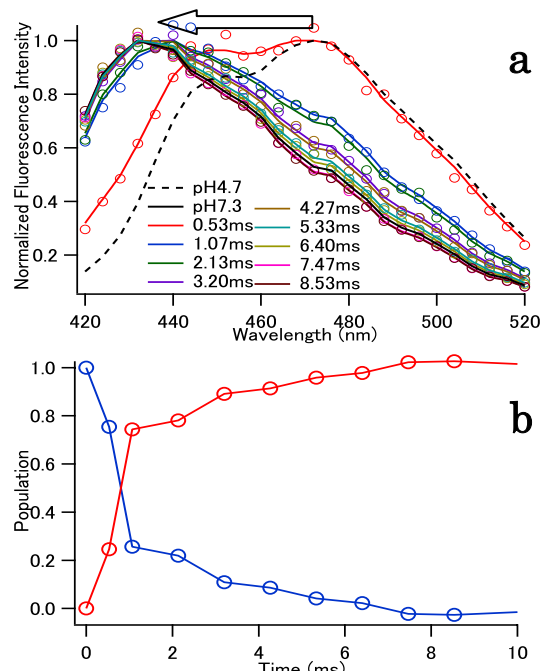 a
Normalized Fluorescence Intensity
1.0
0.8
0.6
0.4
0.2
pH4.7
pH7.3
0.53ms
1.07ms
2.13ms
3.20ms
4.27ms
5.33ms
6.40ms
7.47ms
8.53ms
420 440 460 480 500 520
Wavelength (nm)
b
Population
1.0
0.8
0.6
0.4
0.2
0.0
0 2 4 6 8 10
Time (ms)